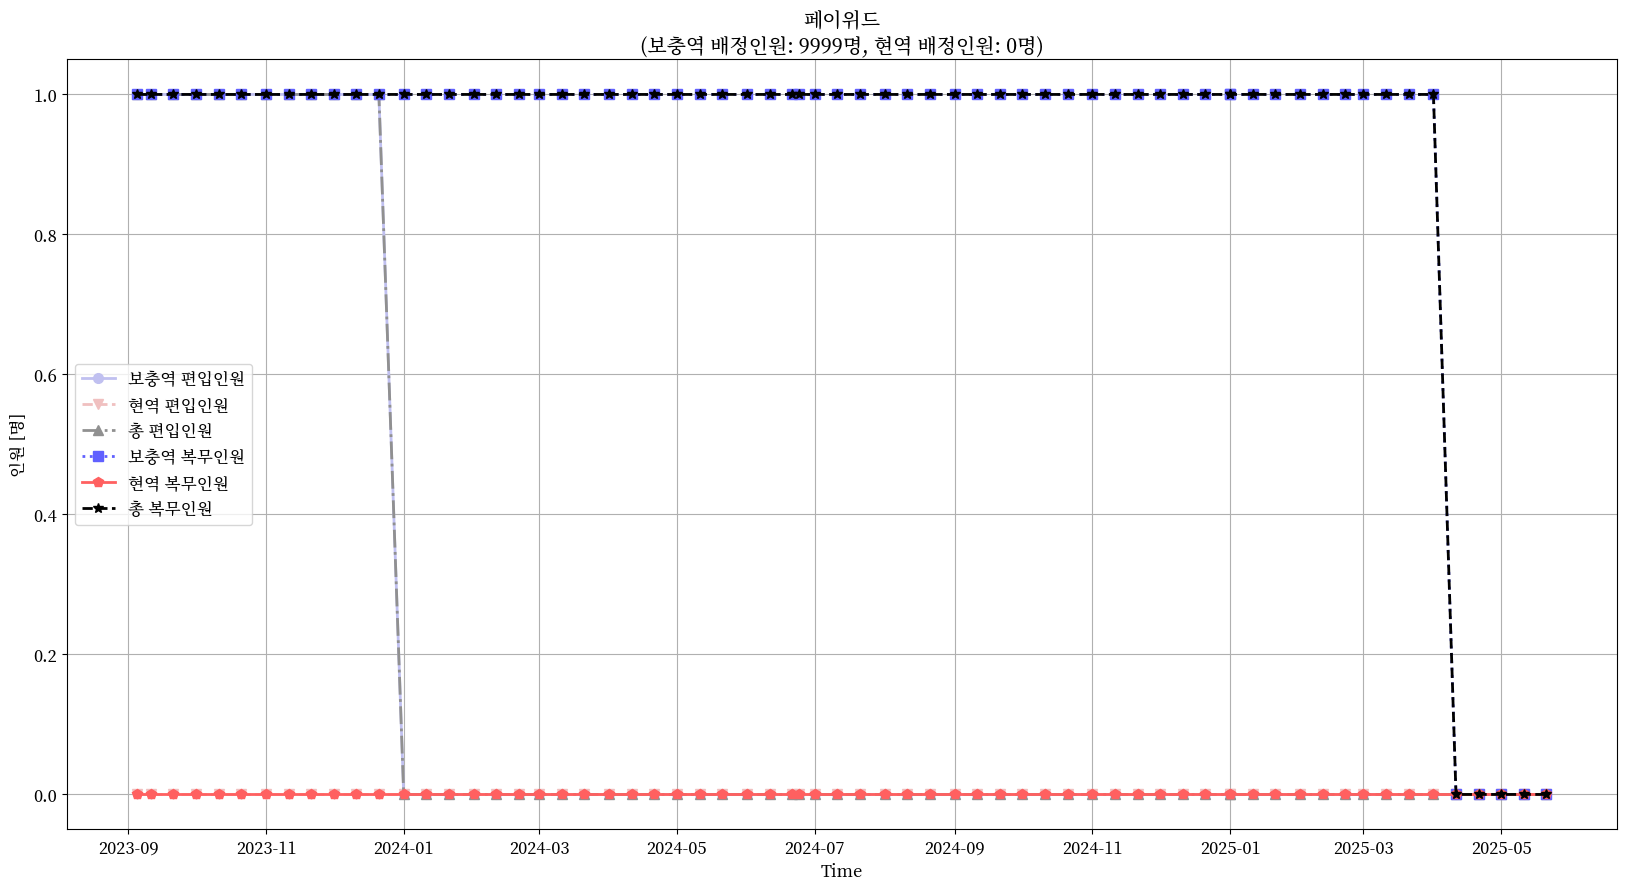 페이워드
(보충역 배정인원: 9999명, 현역 배정인원: 0명)
1.0
0.8
0.6
0.4
0.2
0.0
인원 [명]
보충역 편입인원
현역 편입인원
총 편입인원
보충역 복무인원
현역 복무인원
총 복무인원
2023-09 2023-11 2024-01 2024-03 2024-05 2024-07 2024-09 2024-11 2025-01 2025-03 2025-05
Time